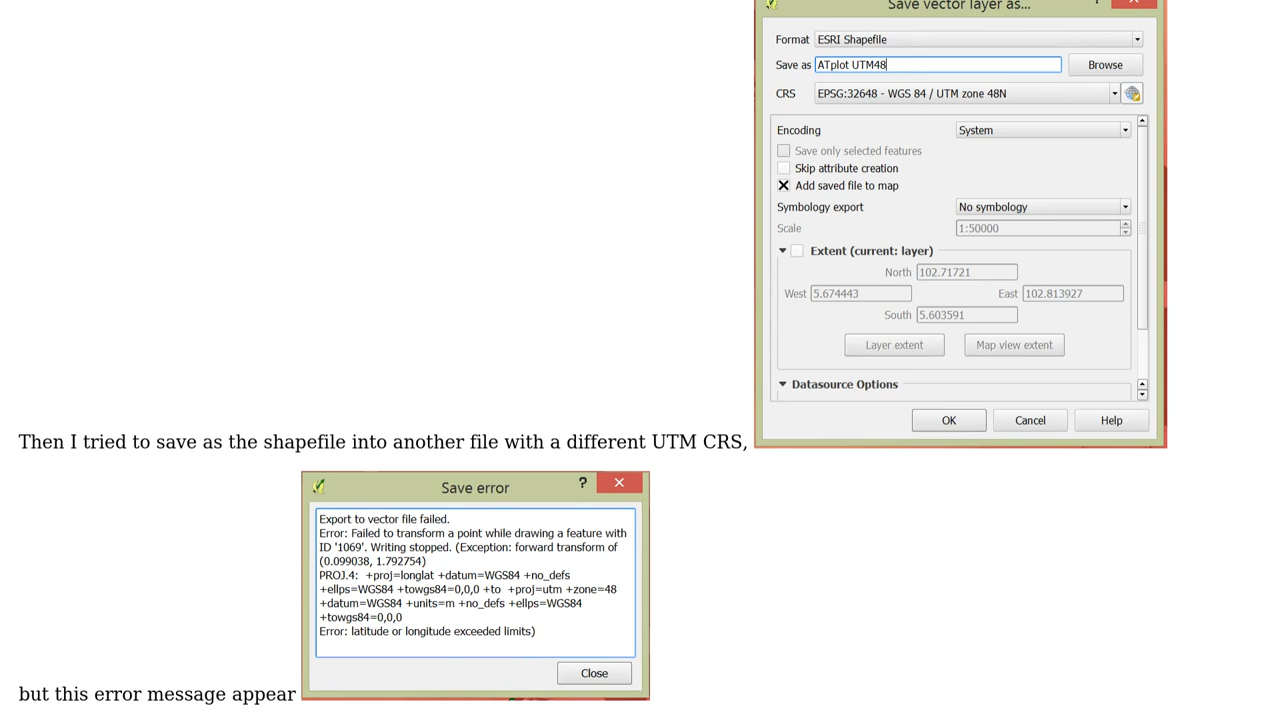 Save vector layer as...
Format ESRI Shapefile
Save as ATplot UTM48 Browse
CRS EPSG:32648 - WGS 84 / UTM zone 48N
Encoding System
Save only selected features
Skip attribute creation
Add saved file to map
Symbology export No symbology
Scale 1:50000
Extent (current: layer)
North 102.71721
West 5.674443 East 102.813927
South 5.603591
Layer extent Map view extent
Datasource Options
OK Cancel Help
Then I tried to save as the shapefile into another file with a different UTM CRS,
Save error ?
Export to vector file failed.
Error: Failed to transform a point while drawing a feature with
ID '1069'. Writing stopped. (Exception: forward transform of
(0.099038, 1.792754)
PROJ.4: +proj=longlat +datum=WGS84 +no_defs
+ellps=WGS84 +towgs84=0,0,0 +to +proj=utm +zone=48
+datum=WGS84 +units=m +no_defs +ellps=WGS84
+towgs84=0,0,0
Error: latitude or longitude exceeded limits)
Close
but this error message appear